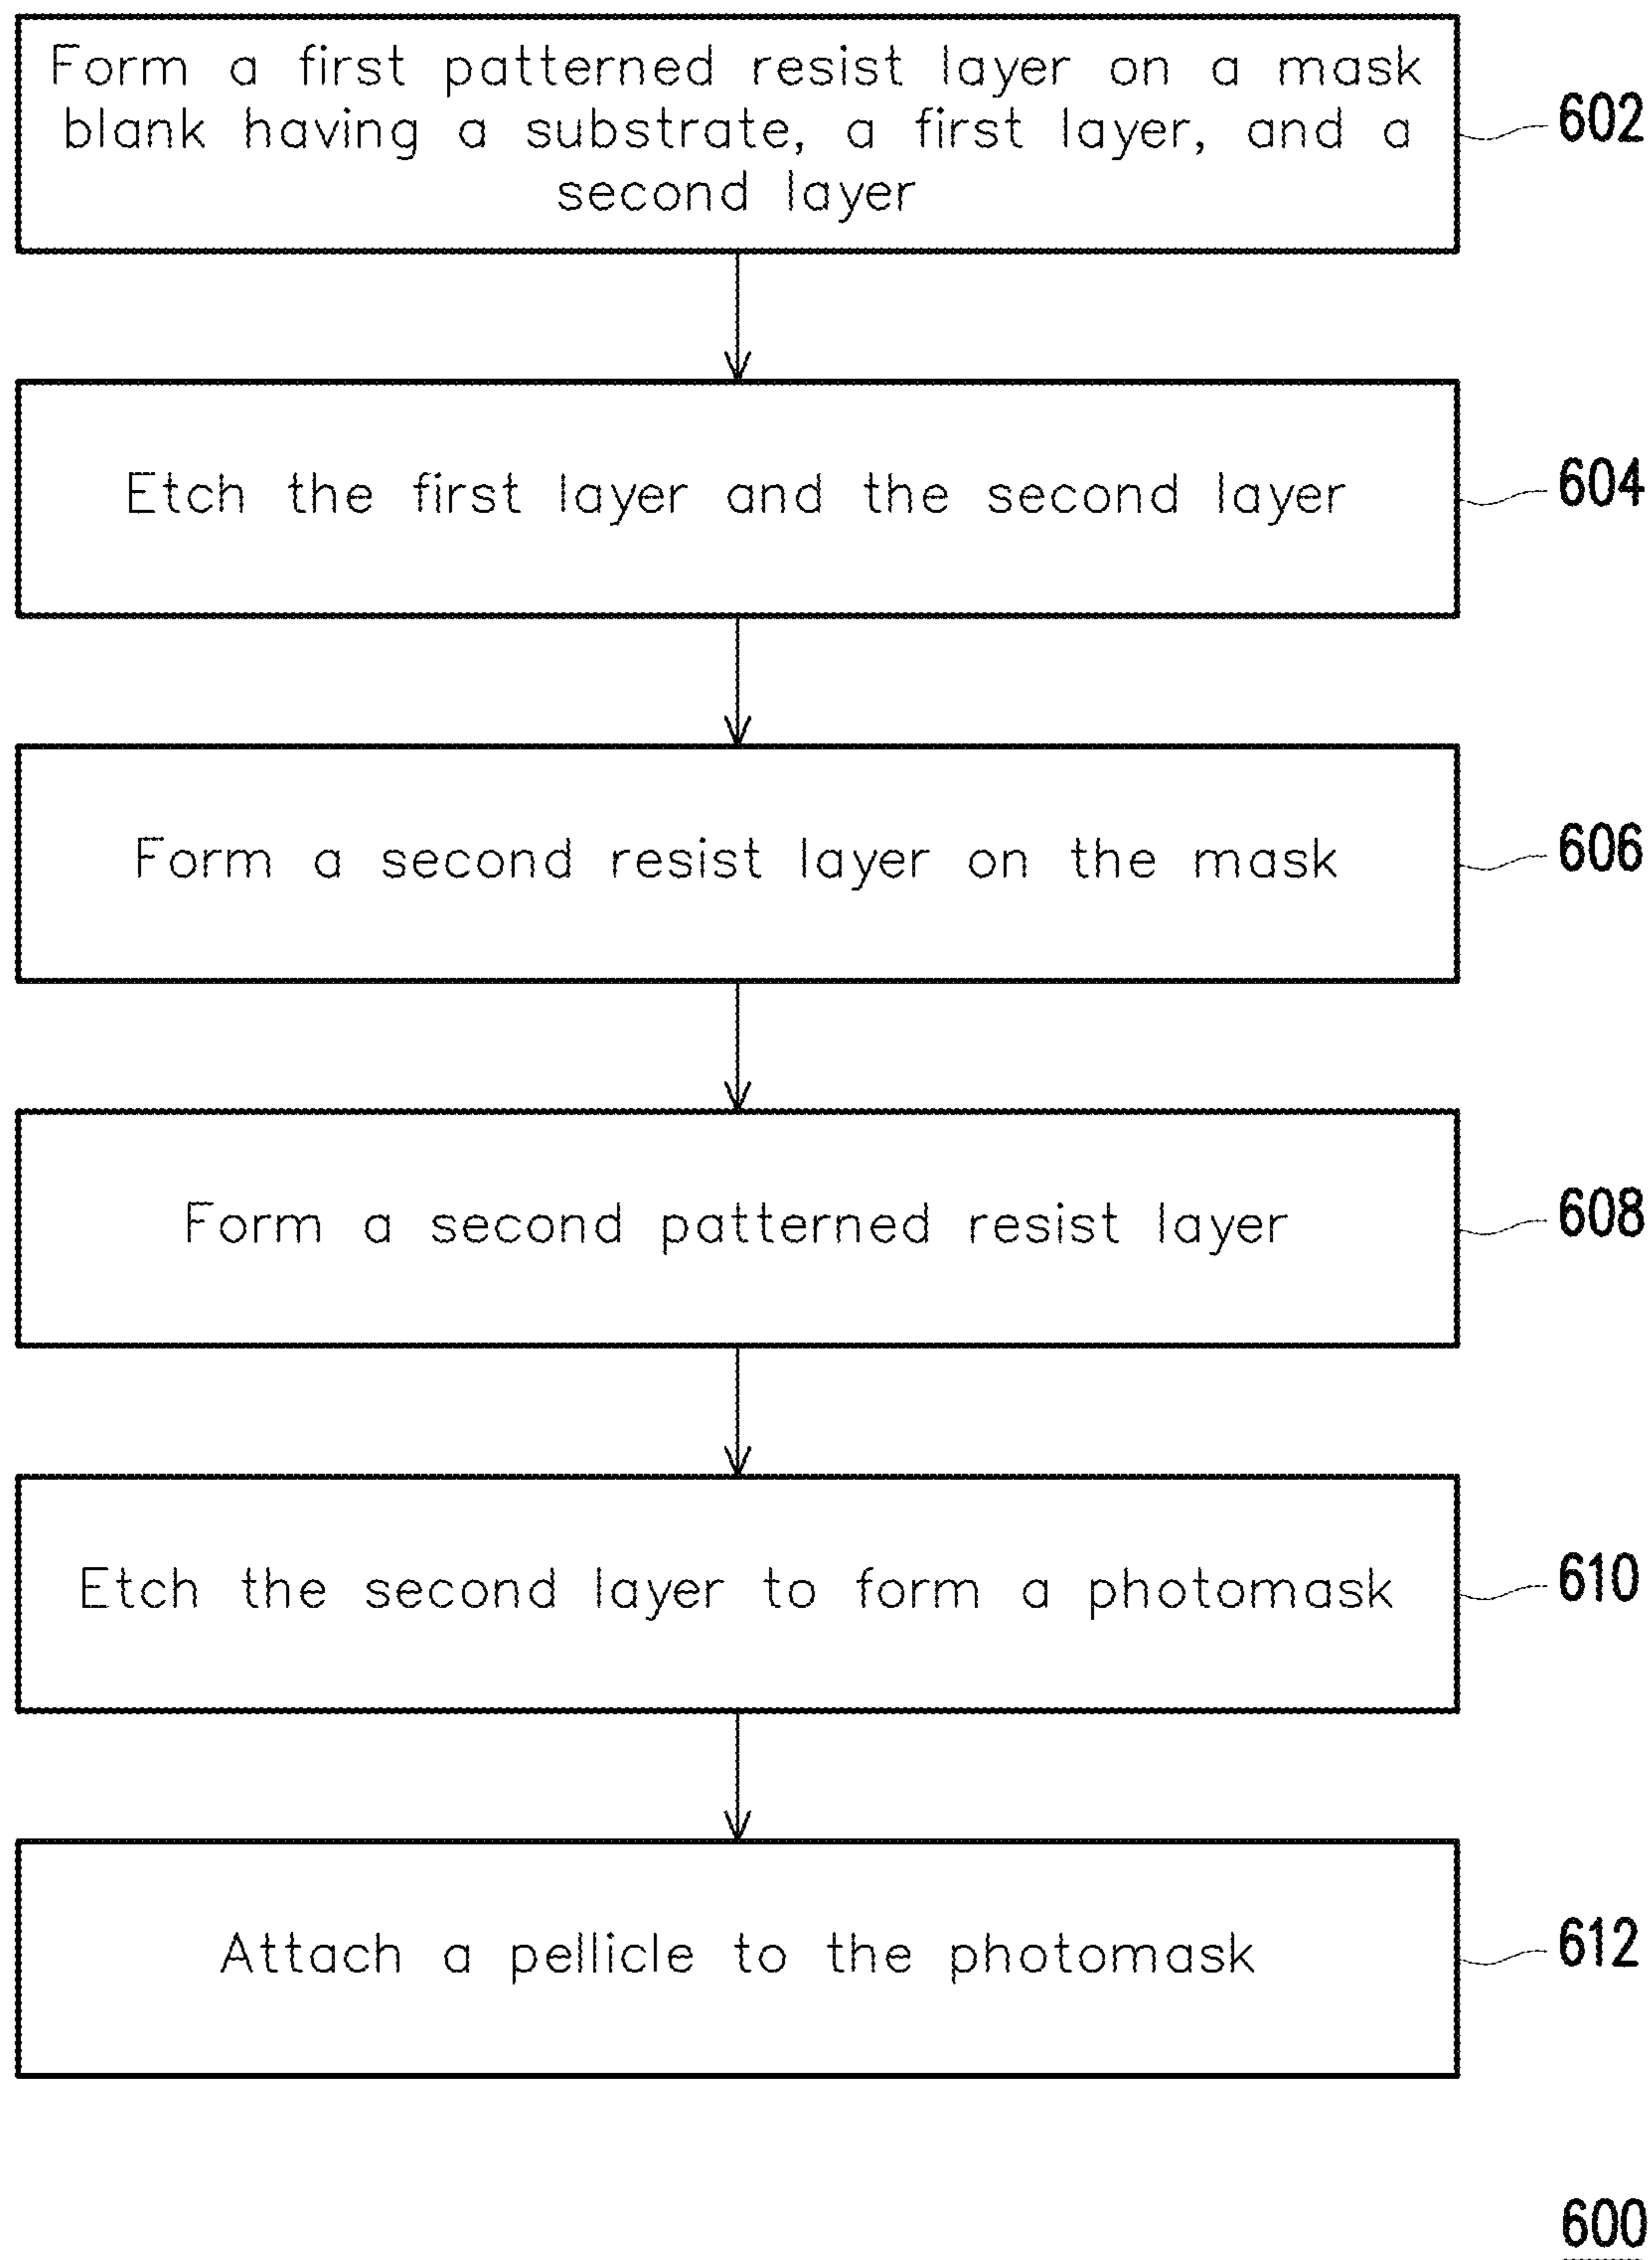 Form a first patterned resist layer on a mask
blank having a substrate, a first layer, and a
second layer
602
Etch the first layer and the second layer
604
Form a second resist layer on the mask
606
Form a second patterned resist layer
608
Etch the second layer to form a photomask
610
Attach a pellicle to the photomask
612
600